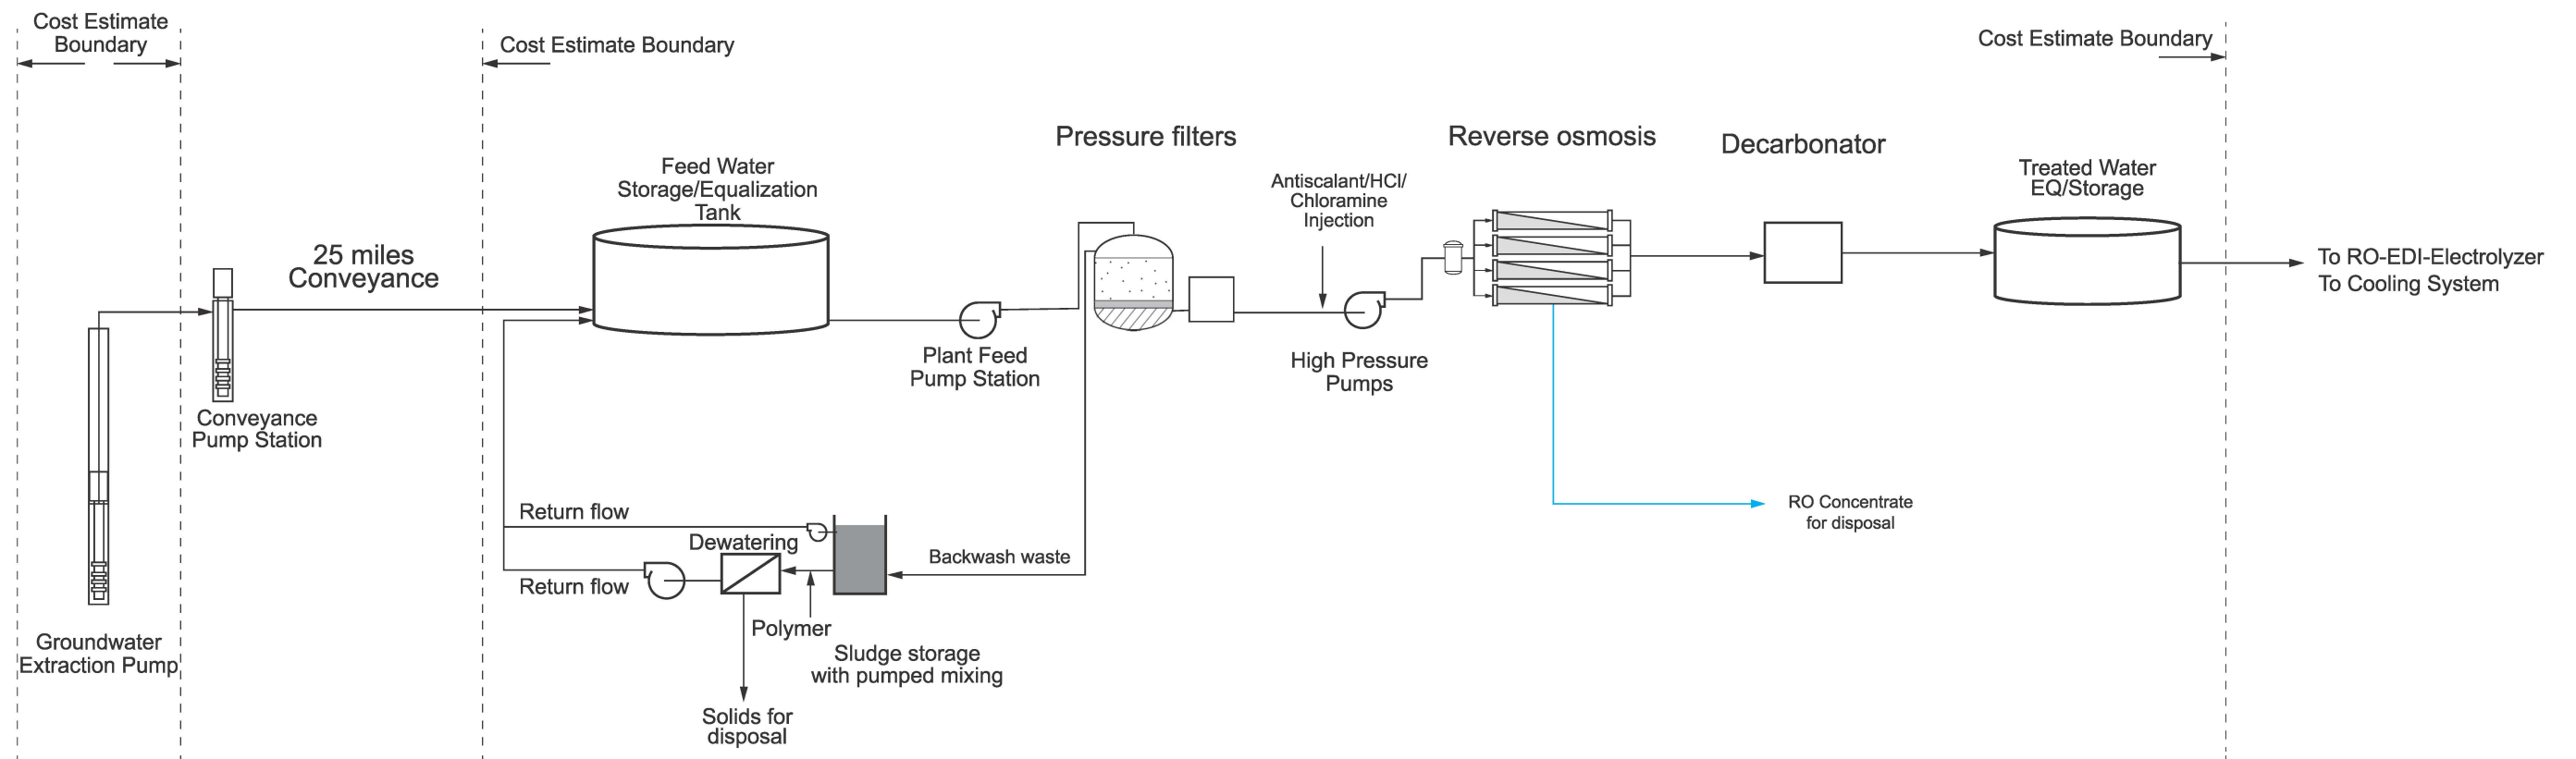 Cost Estimate
Boundary
Cost Estimate Boundary
Cost Estimate Boundary
Pressure filters
Reverse osmosis
Decarbonator
Feed Water
Storage/Equalization
Tank
Antiscalant/HCl/
Chloramine
Injection
Treated Water
EQ/Storage
25 miles
Conveyance
To RO-EDI-Electrolyzer
To Cooling System
Plant Feed
Pump Station
High Pressure
Pumps
Conveyance
Pump Station
Return flow
RO Concentrate
for disposal
Dewatering
Backwash waste
Return flow
Polymer
Groundwater
Extraction Pump
Sludge storage
with pumped mixing
Solids for
disposal